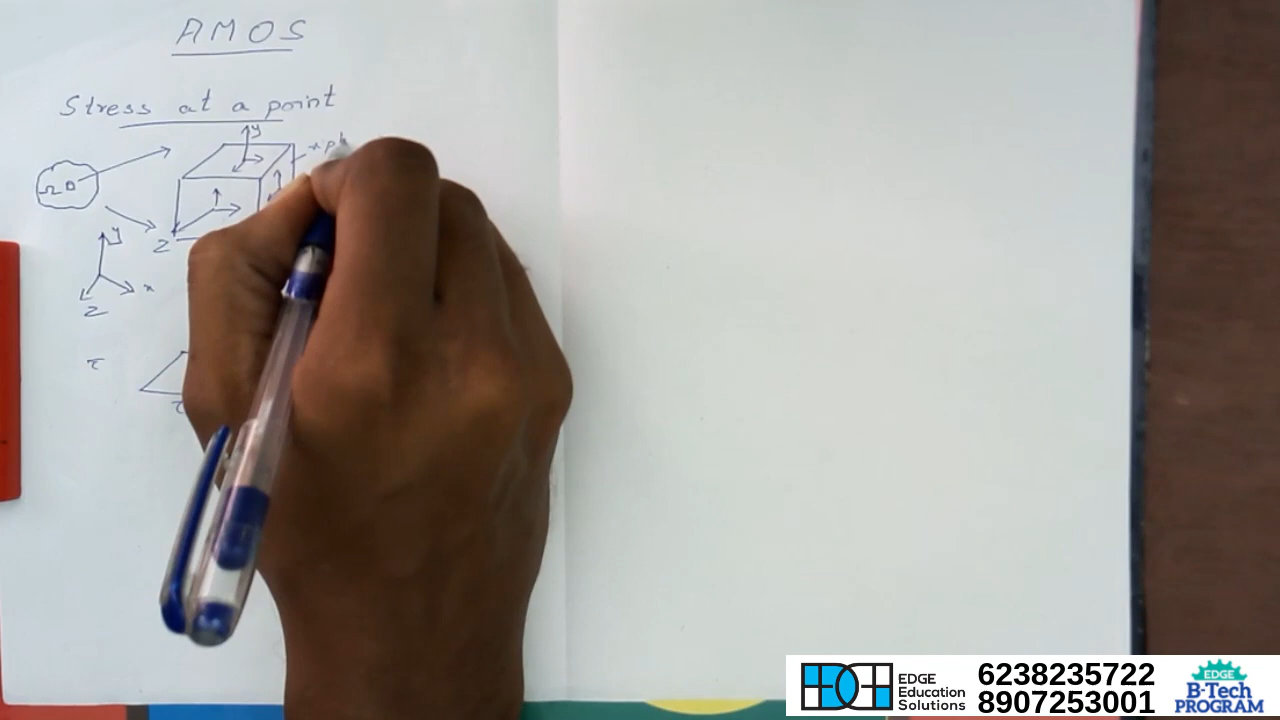 AMOS
Stress at a point
y
x
Z
y
x
Z
τ
τ
EDGE
Education
Solutions
6238235722
8907253001
EDGE
B-Tech
PROGRAM